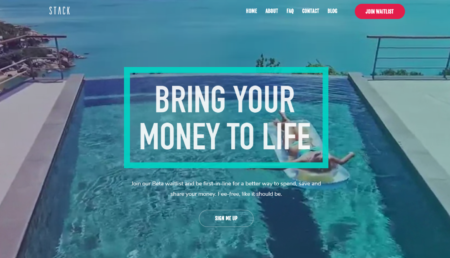 STACK
HOME ABOUT FAQ CONTACT BLOG JOIN WAITLIST
BRING YOUR
MONEY TO LIFE
Join our Beta waitlist and be first-in-line for a better way to spend, save and
share your money. Fee-free, like it should be.
SIGN ME UP